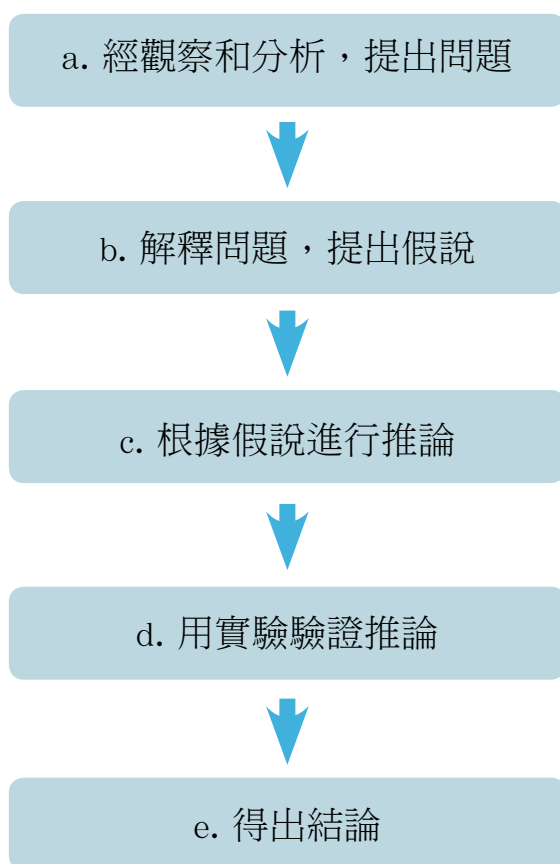 a. 經觀察和分析，提出問題
b. 解釋問題，提出假說
c. 根據假說進行推論
d. 用實驗驗證推論
e. 得出結論